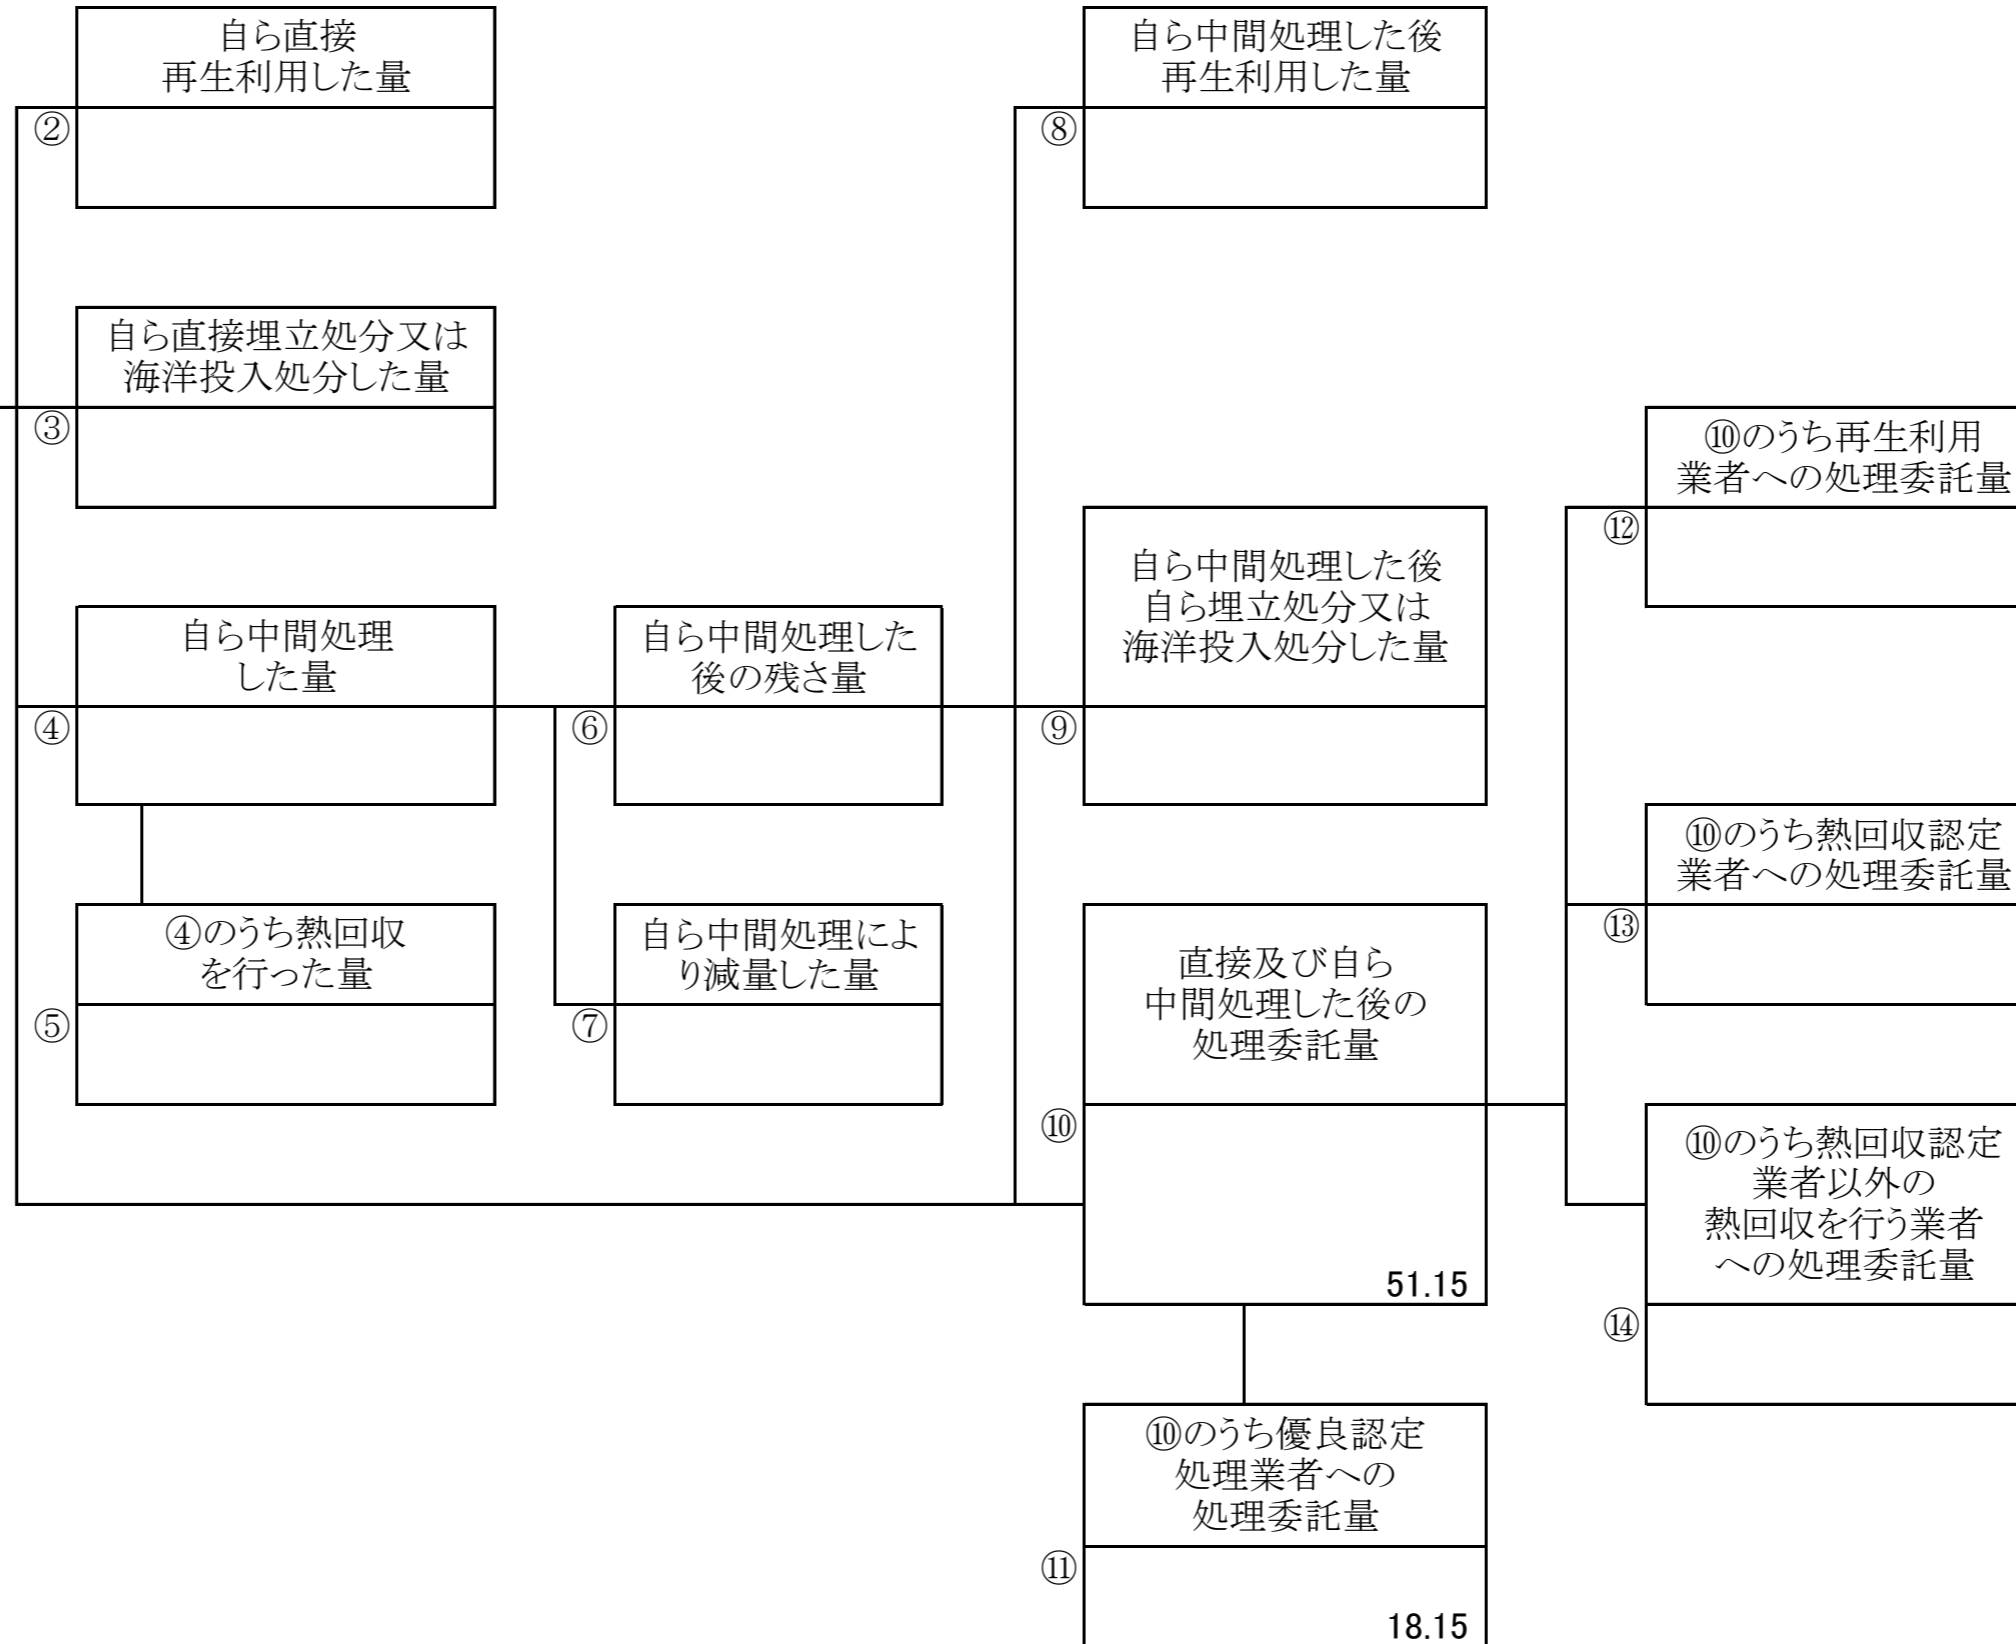 自ら直接
再生利用した量
②
自ら中間処理した後
再生利用した量
⑧
自ら直接埋立処分又は
海洋投入処分した量
③
⑩のうち再生利用
業者への処理委託量
⑫
自ら中間処理した後
自ら埋立処分又は
海洋投入処分した量
⑨
自ら中間処理
した量
④
自ら中間処理した
後の残さ量
⑥
⑩のうち熱回収認定
業者への処理委託量
⑬
④のうち熱回収
を行った量
⑤
自ら中間処理によ
り減量した量
⑦
直接及び自ら
中間処理した後の
処理委託量
⑩
51.15
⑩のうち熱回収認定
業者以外の
熱回収を行う業者
への処理委託量
⑭
⑩のうち優良認定
処理業者への
処理委託量
⑪
18.15